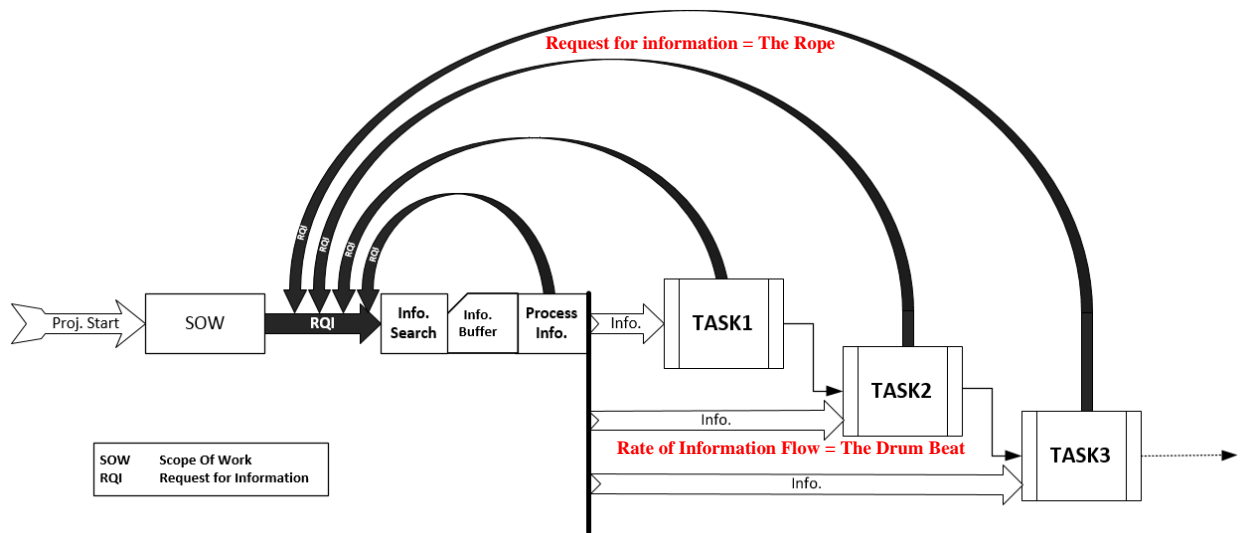 Request for information = The Rope
RQI
RQI
RQI
RQI
Proj. Start
SOW
RQI
Info.
Search
Info.
Buffer
Process
Info.
Info.
TASK1
TASK2
Info.
Rate of Information Flow = The Drum Beat
TASK3
Info.
SOW Scope Of Work
RQI Request for Information